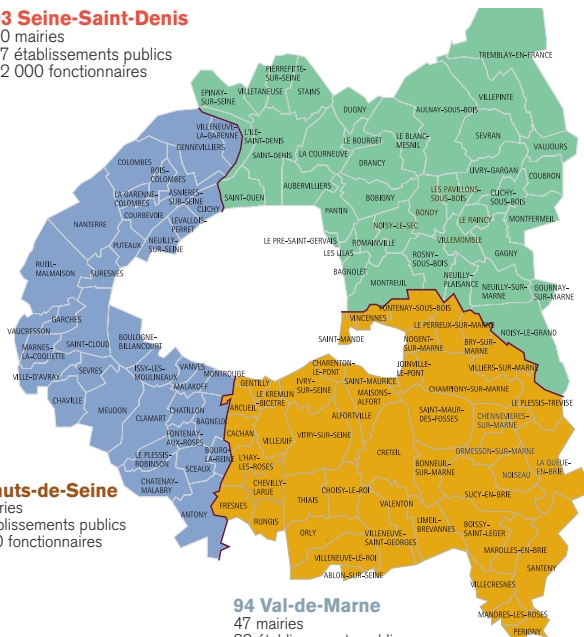 3 Seine-Saint-Denis
0 mairies
7 établissements publics
2 000 fonctionnaires
TREMBLAY-EN-FRANCE
PIERREFITTE-
SUR-SEINE
EPINAY-
SUR-SEINE
VILLETANEUSE
STAINS
DUGNY
AULNAY-SOUS-BOIS
VILLEPINTE
VILLENEUVE-
LA-GARENNE
GENNEVILLIERS
L'ILE-
SAINT-DENIS
SAINT-DENIS
LA COURNEUVE
LE BOURGET
LE BLANC-
MESNIL
SEVRAN
VAUJOURS
DRANCY
COLOMBES
BOIS-
COLOMBES
LA GARENNE-
COLOMBES
ASNIERES-
SUR-SEINE
COURBEVOIE
CLICHY
LEVALLOIS-
PERRET
SAINT-OUEN
AUBERVILLIERS
PANTIN
BOBIGNY
LES PAVILLONS-
SOUS-BOIS
LIVRY-GARGAN
COUBRON
CLICHY-
SOUS-BOIS
BONDY
LE RAINCY
MONTFERMEIL
NOISY-LE-SEC
NANTERRE
PUTEAUX
NEUILLY-
SUR-SEINE
LE PRE-SAINT-GERVAIS
LES LILAS
ROMAINVILLE
VILLEMOMBLE
ROSNY-
SOUS-BOIS
GAGNY
BAGNOLET
MONTREUIL
NEUILLY-
PLAISANCE
NEUILLY-SUR-
MARNE
GOURNAY-
SUR-MARNE
NOISY-LE-GRAND
RUEIL-
MALMAISON
SURESNES
GARCHES
VAUCRESSON
MARNES-
LA-COQUETTE
SAINT-CLOUD
BOULOGNE-
BILLANCOURT
VILLE-D'AVRAY
SEVRES
ISSY-LES-
MOULINEAUX
VANVES
MALAKOFF
MONTROUGE
CHAVILLE
MEUDON
CLAMART
CHATILLON
BAGNEUX
FONTENAY-
AUX-ROSES
BOURG-
LA-REINE
LE PLESSIS-
ROBINSON
SCEAUX
CHATENAY-
MALABRY
ANTONY
FONTENAY-SOUS-BOIS
VINCENNES
SAINT-MANDE
LE PERREUX-SUR-MARNE
NOGENT-
SUR-MARNE
BRY-SUR-
MARNE
JOINVILLE-
LE-PONT
VILLIERS-SUR-MARNE
CHAMPIGNY-SUR-MARNE
LE PLESSIS-TREVISE
CHARENTON-
LE-PONT
SAINT-MAURICE
GENTILLY
LE KREMLIN
-BICETRE
IVRY-
SUR-SEINE
MAISONS-
ALFORT
ALFORTVILLE
ARCUEIL
CACHAN
VILLEJUIF
VITRY-SUR-SEINE
SAINT-MAUR-
DES-FOSSES
CHENNEVIERES-
SUR-MARNE
ORMESSON-SUR-MARNE
LA QUEUE-
EN-BRIE
NOISEAU
L'HAY-
LES-ROSES
CRETEIL
BONNEUIL-
SUR-MARNE
SUCY-EN-BRIE
CHEVILLY-
LARUE
THIAIS
CHOISY-LE-ROI
VALENTON
FRESNES
RUNGIS
ORLY
LIMEIL-
BREVANNES
BOISSY-
SAINT-LEGER
VILLENEUVE-
SAINT-GEORGES
MAROLLES-EN-BRIE
SANTENY
VILLENEUVE-LE-ROI
ABLON-SUR-SEINE
VILLECRESNES
MANDRES-LES-ROSES
PERIGNY
uts-de-Seine
ries
blissements publics
0 fonctionnaires
94 Val-de-Marne
47 mairies